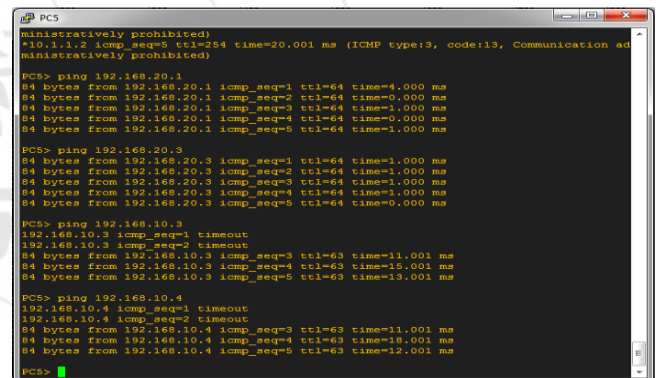 PC5
ministratively prohibited)
*10.1.1.2 icmp_seq=5 ttl=254 time=20.001 ms (ICMP type:3, code:13, Communication ad
ministratively prohibited)
PC5> ping 192.168.20.1
84 bytes from 192.168.20.1 icmp_seq=1 ttl=64 time=4.000 ms
84 bytes from 192.168.20.1 icmp_seq=2 ttl=64 time=0.000 ms
84 bytes from 192.168.20.1 icmp_seq=3 ttl=64 time=1.000 ms
84 bytes from 192.168.20.1 icmp_seq=4 ttl=64 time=0.000 ms
84 bytes from 192.168.20.1 icmp_seq=5 ttl=64 time=1.000 ms
PC5> ping 192.168.20.3
84 bytes from 192.168.20.3 icmp_seq=1 ttl=64 time=1.000 ms
84 bytes from 192.168.20.3 icmp_seq=2 ttl=64 time=1.000 ms
84 bytes from 192.168.20.3 icmp_seq=3 ttl=64 time=1.000 ms
84 bytes from 192.168.20.3 icmp_seq=4 ttl=64 time=1.000 ms
84 bytes from 192.168.20.3 icmp_seq=5 ttl=64 time=0.000 ms
PC5> ping 192.168.10.3
192.168.10.3 icmp_seq=1 timeout
192.168.10.3 icmp_seq=2 timeout
84 bytes from 192.168.10.3 icmp_seq=3 ttl=63 time=11.001 ms
84 bytes from 192.168.10.3 icmp_seq=4 ttl=63 time=15.001 ms
84 bytes from 192.168.10.3 icmp_seq=5 ttl=63 time=13.001 ms
PC5> ping 192.168.10.4
192.168.10.4 icmp_seq=1 timeout
192.168.10.4 icmp_seq=2 timeout
84 bytes from 192.168.10.4 icmp_seq=3 ttl=63 time=11.001 ms
84 bytes from 192.168.10.4 icmp_seq=4 ttl=63 time=18.001 ms
84 bytes from 192.168.10.4 icmp_seq=5 ttl=63 time=12.001 ms
PC5>